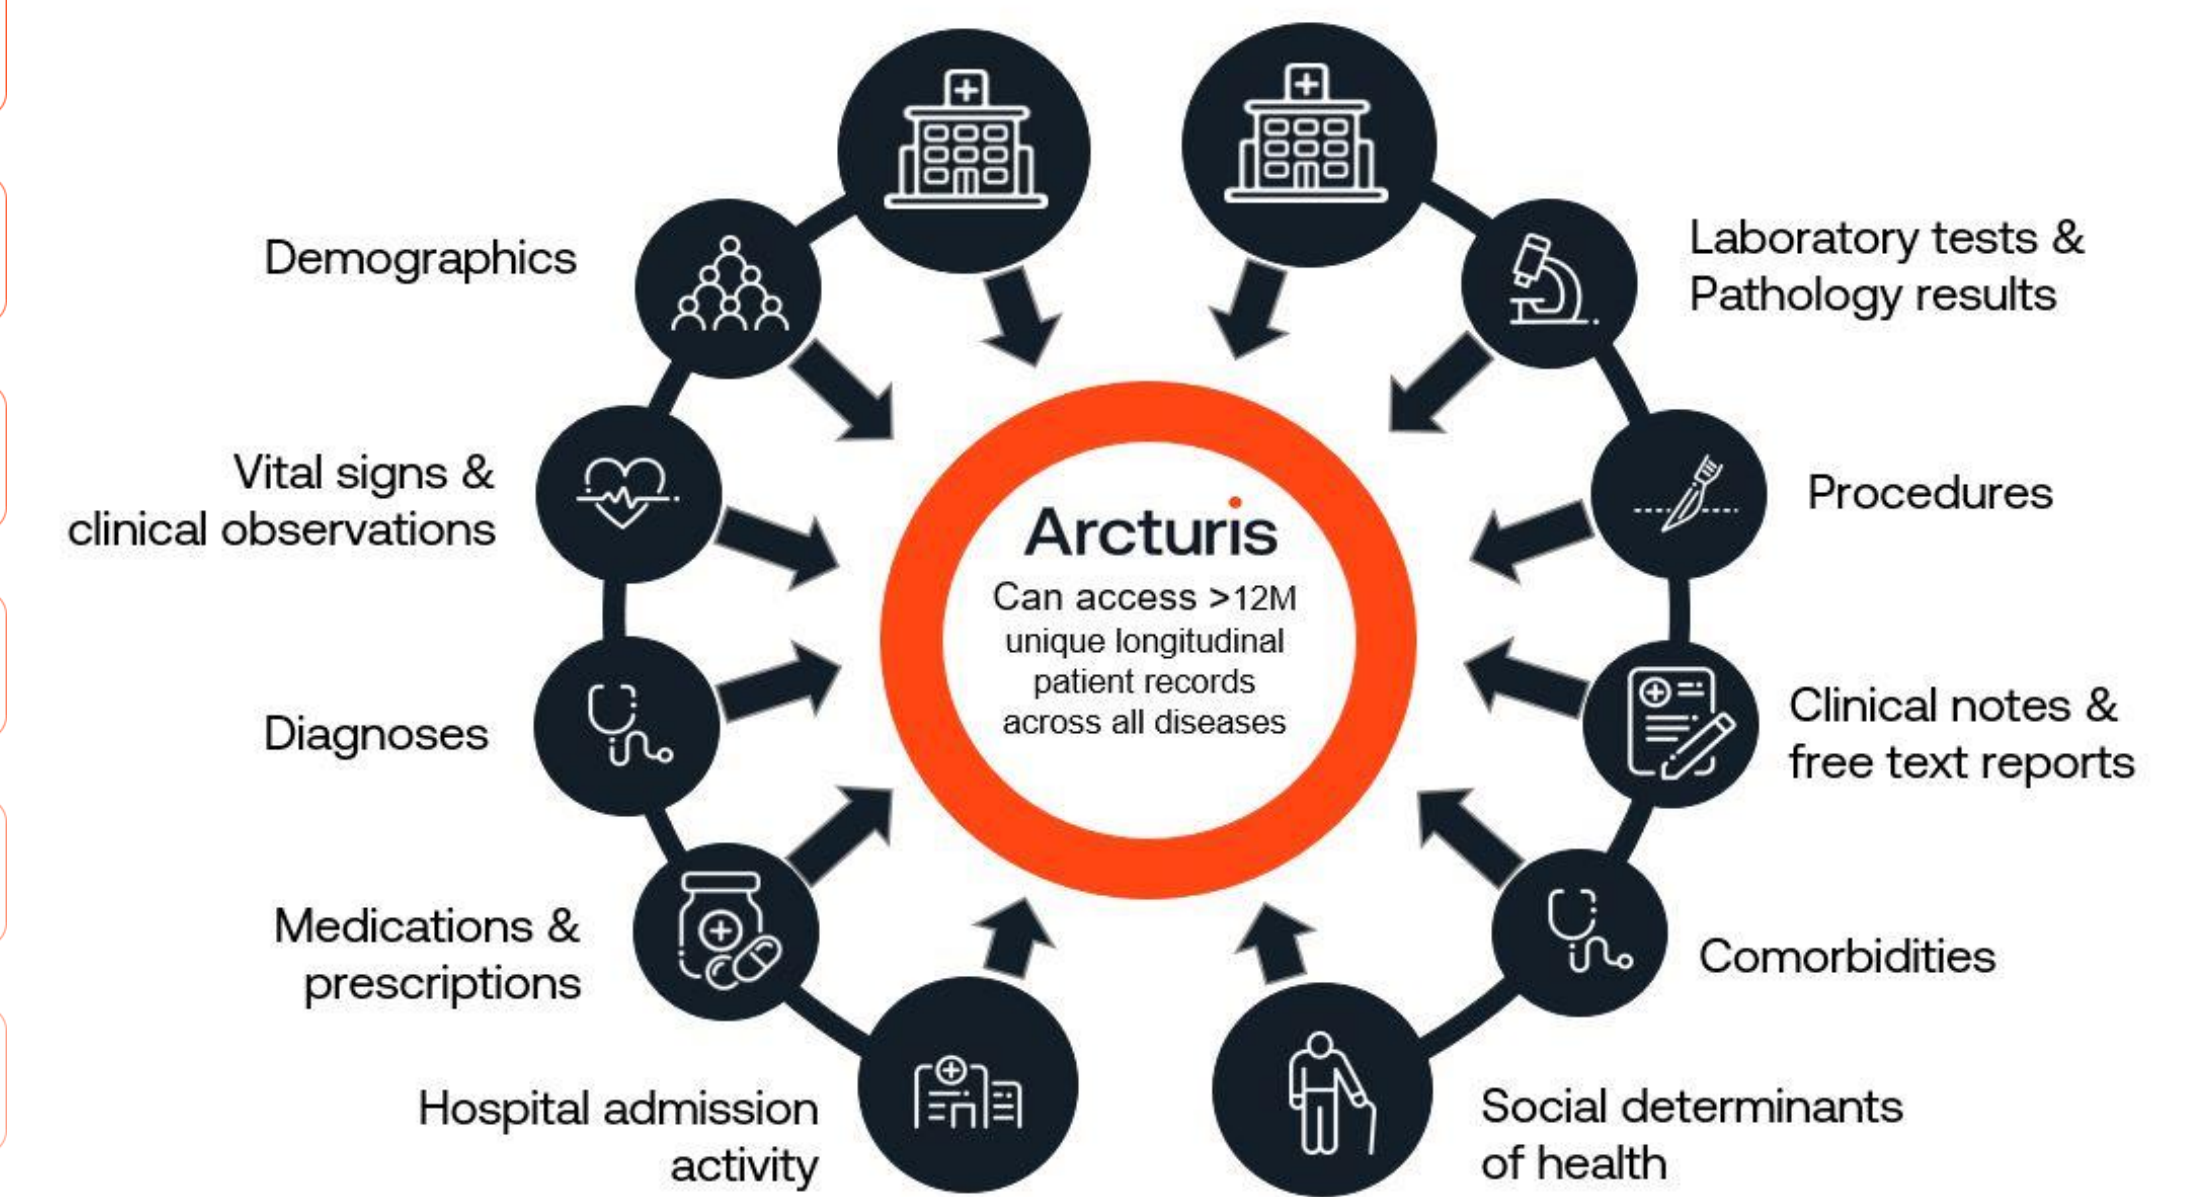 Demographics
Vital signs &
clinical observations
Diagnoses
Medications &
prescriptions
Hospital admission
activity
Arcturis
Can access >12M
unique longitudinal
patient records
across all diseases
Laboratory tests &
Pathology results
Procedures
Clinical notes &
free text reports
Comorbidities
Social determinants
of health